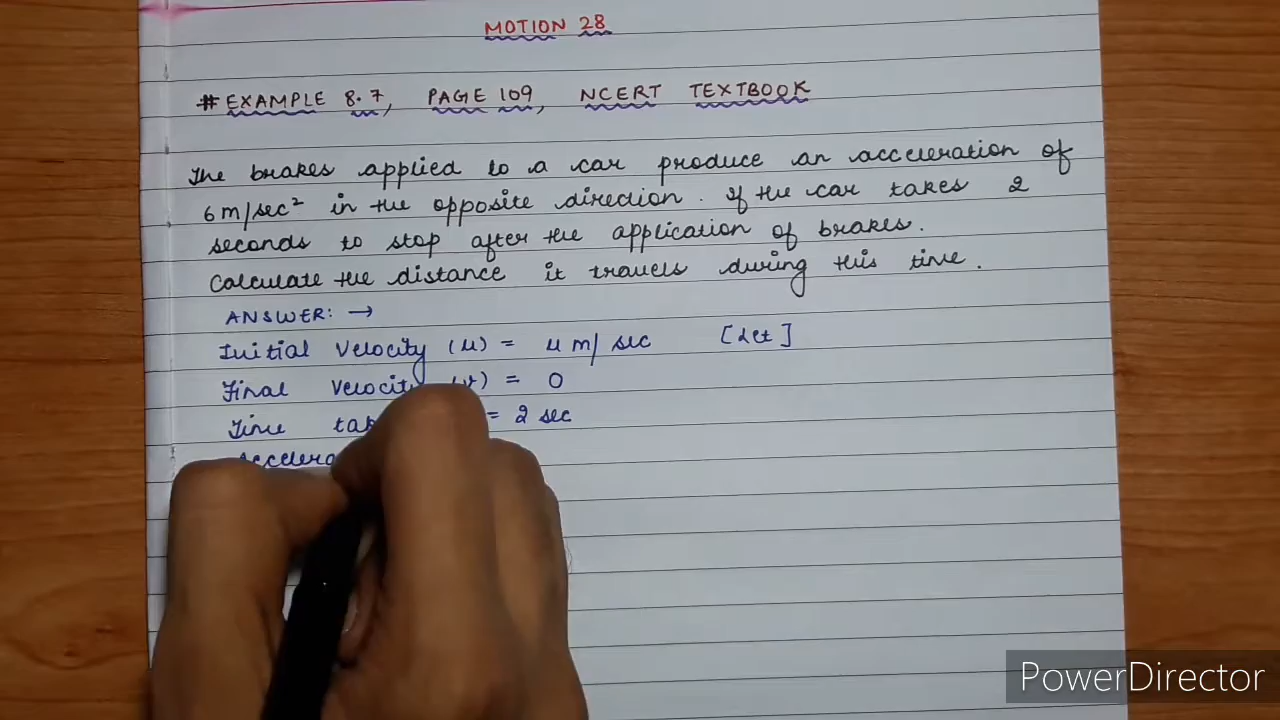 MOTION 28
# EXAMPLE 8.7, PAGE 109, NCERT TEXTBOOK
The brakes applied to a car produce an acceleration of
6 m/sec² in the opposite direction. If the car takes 2
seconds to stop after the application of brakes.
Calculate the distance it travels during this time.
ANSWER: →
Initial Velocity (u) = u m/sec [Let]
Final Velocity (v) = 0
Time = 2 sec
PowerDirector